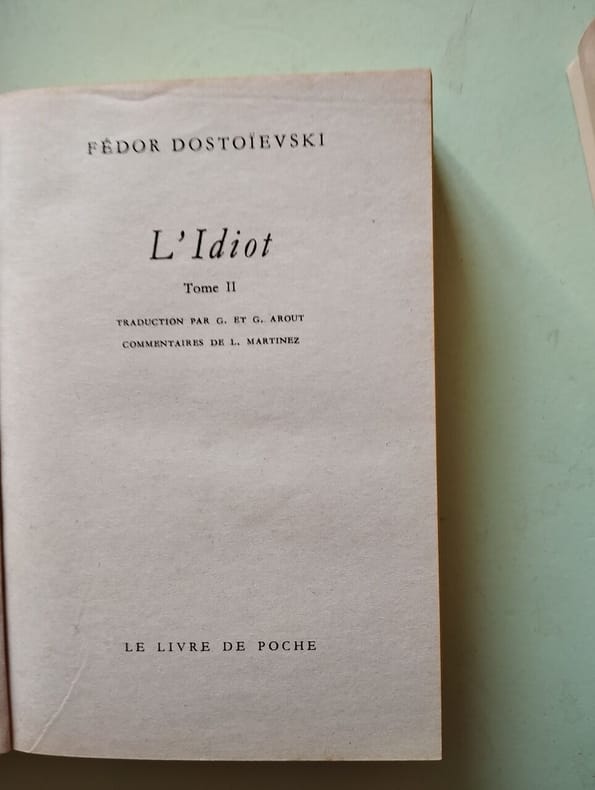 FÉDOR DOSTOÏEVSKI
L'Idiot
Tome II
TRADUCTION PAR G. ET G. AROUT
COMMENTAIRES DE L. MARTINEZ
LE LIVRE DE POCHE